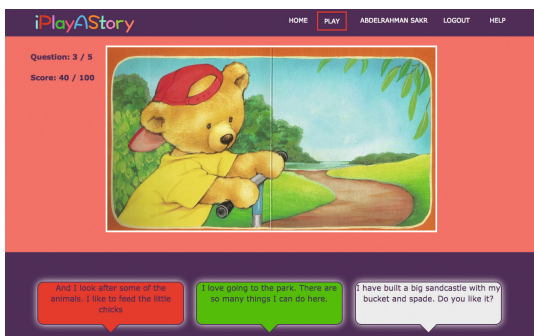 iPlayAStory
HOME PLAY ABDELRAHMAN SAKR LOGOUT HELP
Question: 3 / 5
Score: 40 / 100
And I look after some of the
animals. I like to feed the little
chicks
I love going to the park. There are
so many things I can do here.
I have built a big sandcastle with my
bucket and spade. Do you like it?